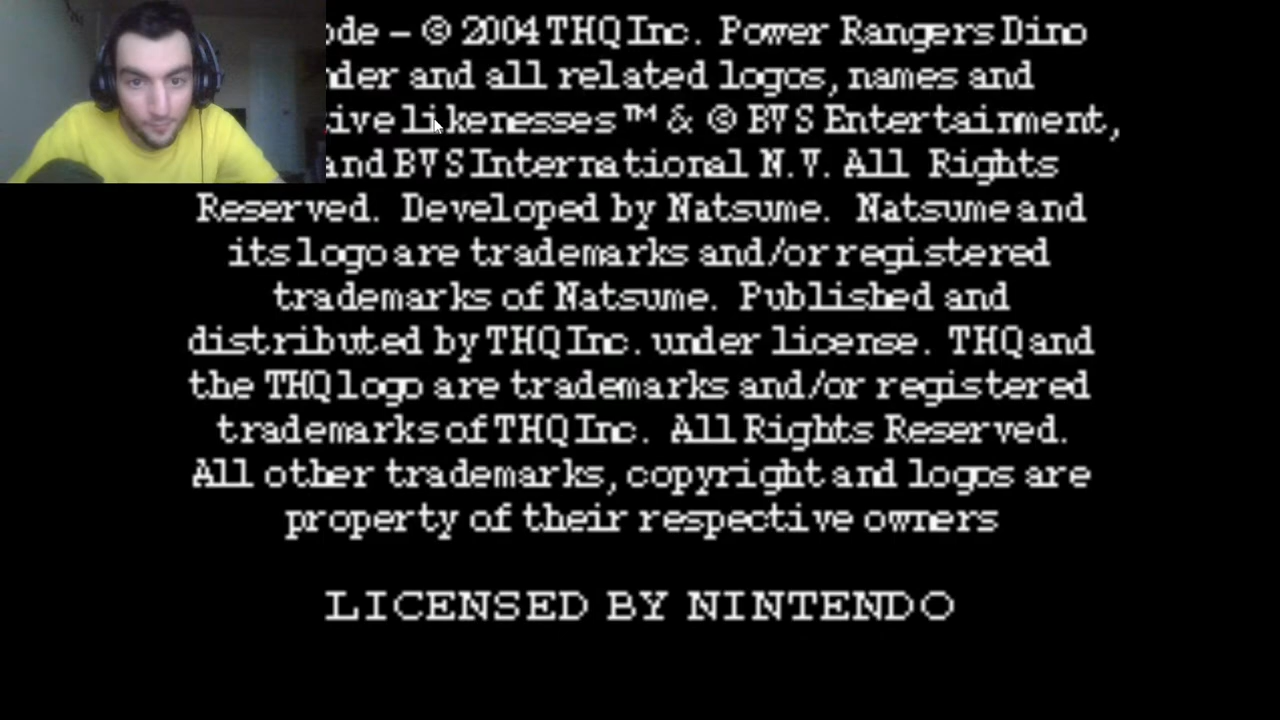 ode – © 2004 THQ Inc. Power Rangers Dino
nder and all related logos, names and
ive likenesses ™ & © BVS Entertainment,
and BVS International N.V. All Rights
Reserved. Developed by Natsume. Natsume and
its logo are trademarks and/or registered
trademarks of Natsume. Published and
distributed by THQ Inc. under license. THQ and
the THQ logo are trademarks and/or registered
trademarks of THQ Inc. All Rights Reserved.
All other trademarks, copyright and logos are
property of their respective owners
LICENSED BY NINTENDO